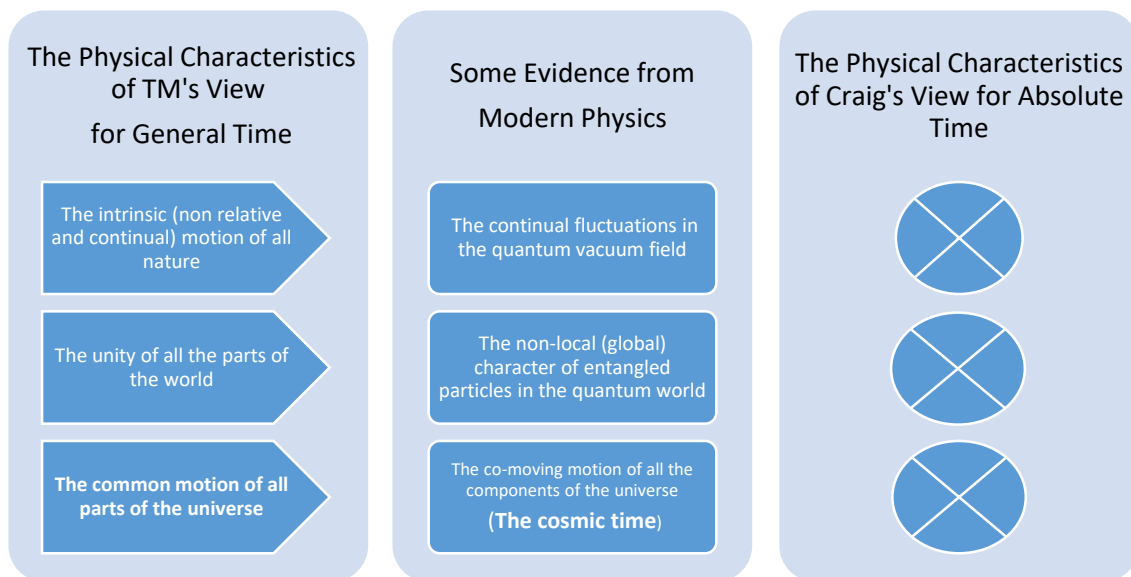 The Physical Characteristics
of TM's View
for General Time
The intrinsic (non relative
and continual) motion of all
nature
The unity of all the parts of
the world
The common motion of all
parts of the universe
Some Evidence from
Modern Physics
The continual fluctuations in
the quantum vacuum field
The non-local (global)
character of entangled
particles in the quantum world
The co-moving motion of all the
components of the universe
(The cosmic time)
The Physical Characteristics
of Craig's View for Absolute
Time